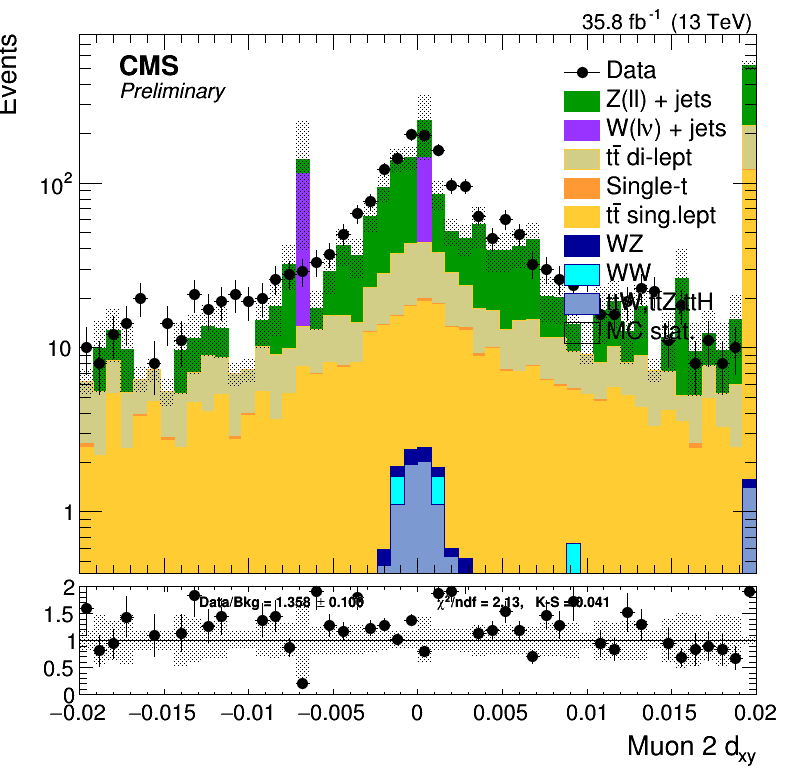 35.8 fb⁻¹ (13 TeV)
Events
CMS
Preliminary
Data
Z(ll) + jets
W(lν) + jets
tt̄ di-lept
Single-t
tt̄ sing.lept
WZ
WW
ttW,ttZ,ttH
MC stat.
10²
10
1
Data/Bkg = 1.358 ± 0.100
χ²/ndf = 2.13, K-S = 0.041
2
1.5
1
0.5
0
−0.02 −0.015 −0.01 −0.005 0 0.005 0.01 0.015 0.02
Muon 2 d_xy